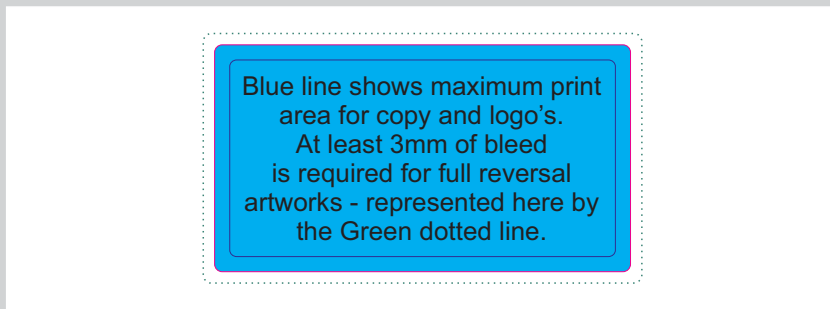 Blue line shows maximum print
area for copy and logo’s.
At least 3mm of bleed
is required for full reversal
artworks - represented here by
the Green dotted line.